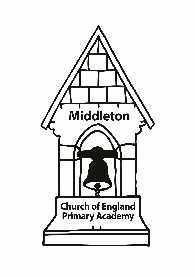 Middleton
Church of England
Primary Academy